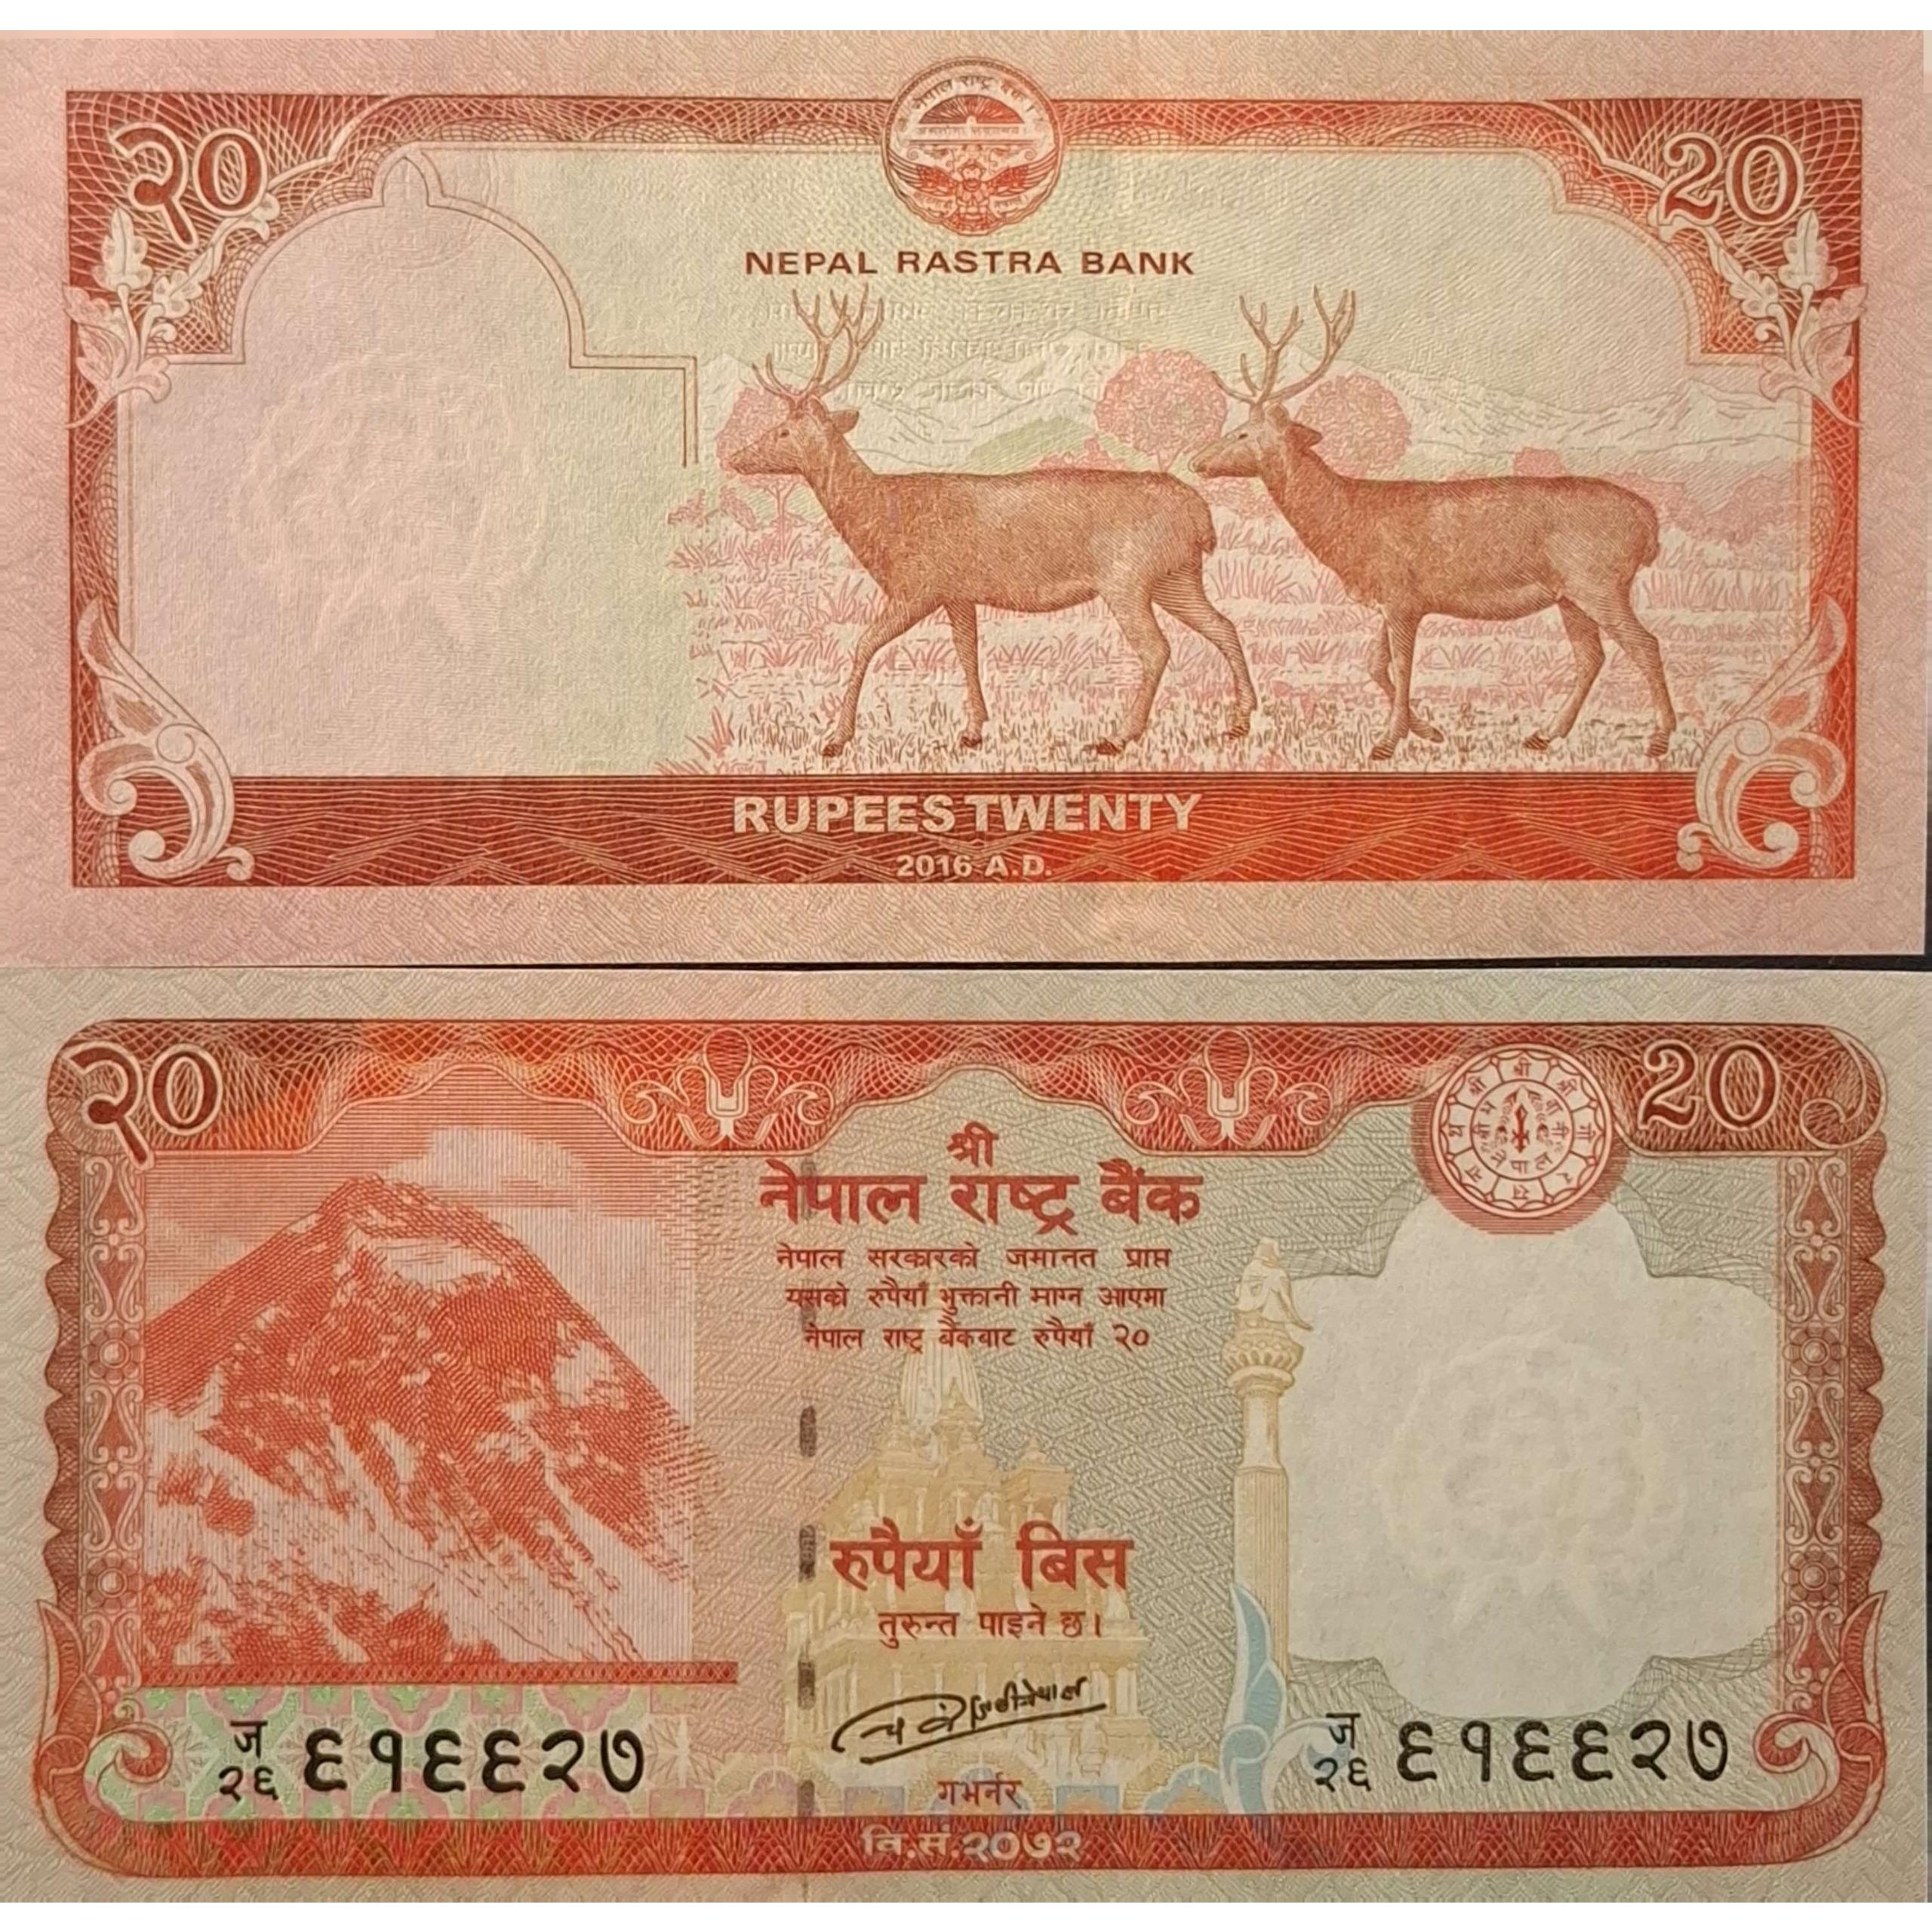 २० 20
नेपाल राष्ट्र बैंक
NEPAL RASTRA BANK
RUPEES TWENTY
2016 A.D.
२० 20
श्री
नेपाल राष्ट्र बैंक
नेपाल सरकारको जमानत प्राप्त
यसको रुपैयाँ भुक्तानी माग्न आएमा
नेपाल राष्ट्र बैंकबाट रुपैयाँ २०
रुपैयाँ बिस
तुरुन्त पाइने छ।
गभर्नर
ज
२६ ६१६६२७
ज
२६ ६१६६२७
वि.सं.२०७२